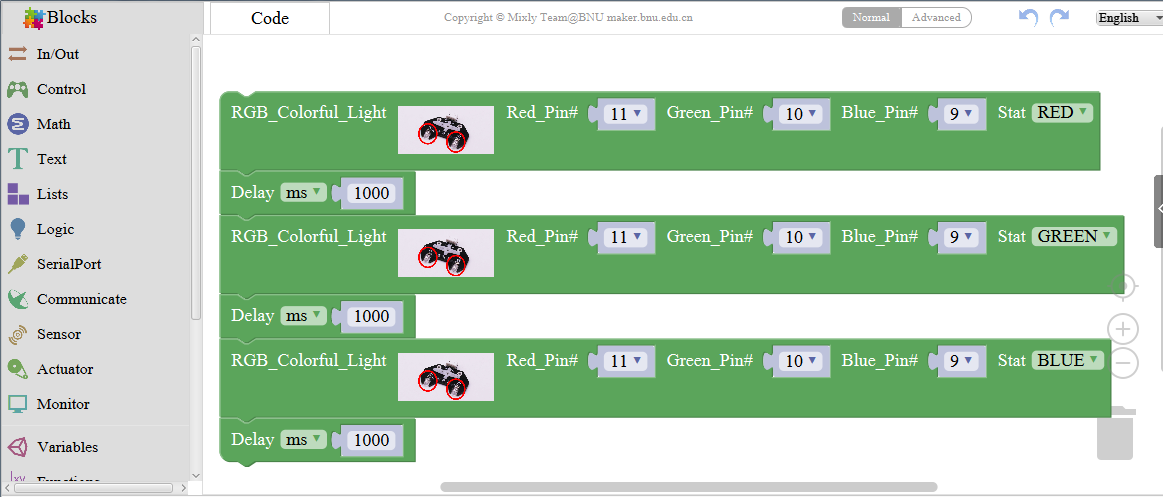 Blocks
Code
Copyright © Mixly Team@BNU maker.bnu.edu.cn
Normal
Advanced
English
In/Out
Control
Math
Text
Lists
Logic
SerialPort
Communicate
Sensor
Actuator
Monitor
Variables
Functions
RGB_Colorful_Light Red_Pin# 11 Green_Pin# 10 Blue_Pin# 9 Stat RED
Delay ms 1000
RGB_Colorful_Light Red_Pin# 11 Green_Pin# 10 Blue_Pin# 9 Stat GREEN
Delay ms 1000
RGB_Colorful_Light Red_Pin# 11 Green_Pin# 10 Blue_Pin# 9 Stat BLUE
Delay ms 1000